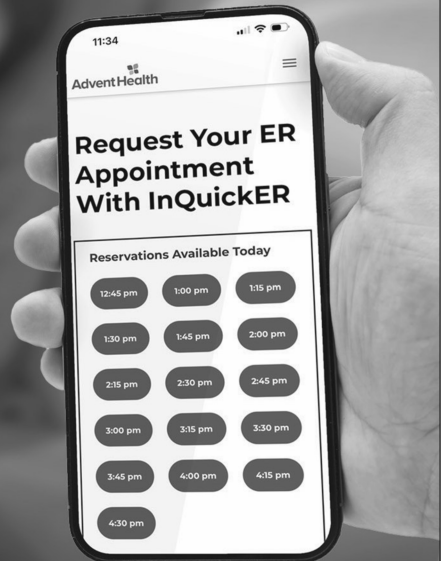 11:34
AdventHealth
Request Your ER
Appointment
With InQuickER
Reservations Available Today
12:45 pm 1:00 pm 1:15 pm
1:30 pm 1:45 pm 2:00 pm
2:15 pm 2:30 pm 2:45 pm
3:00 pm 3:15 pm 3:30 pm
3:45 pm 4:00 pm 4:15 pm
4:30 pm